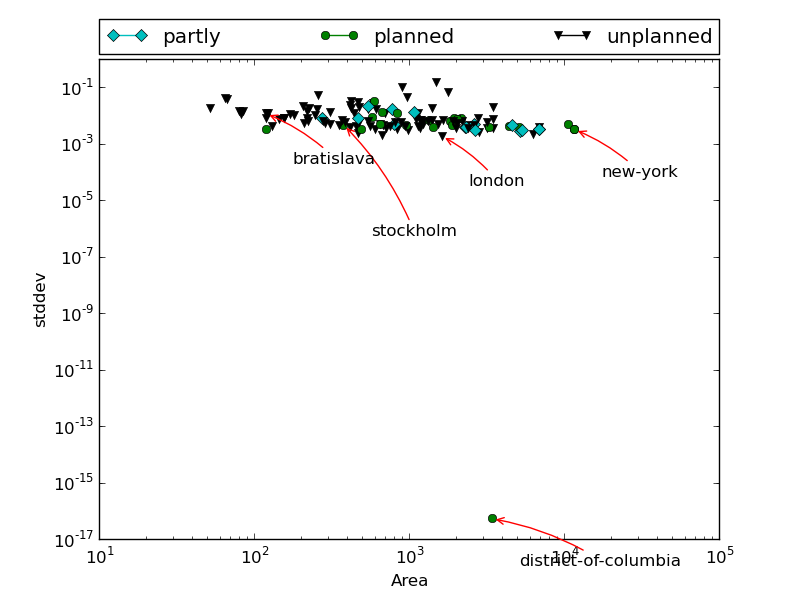 partly planned unplanned
10^-1
10^-3
bratislava
london
new-york
10^-5
stockholm
10^-7
stddev
10^-9
10^-11
10^-13
10^-15
10^-17
10^1 10^2 10^3 10^4 10^5
district-of-columbia
Area